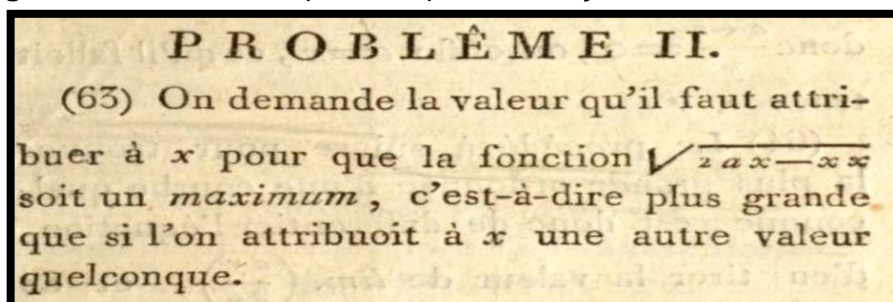 PROBLÊME II.
(63) On demande la valeur qu'il faut attri-
buer à x pour que la fonction √2ax—xx
soit un maximum, c'est-à-dire plus grande
que si l'on attribuoit à x une autre valeur
quelconque.